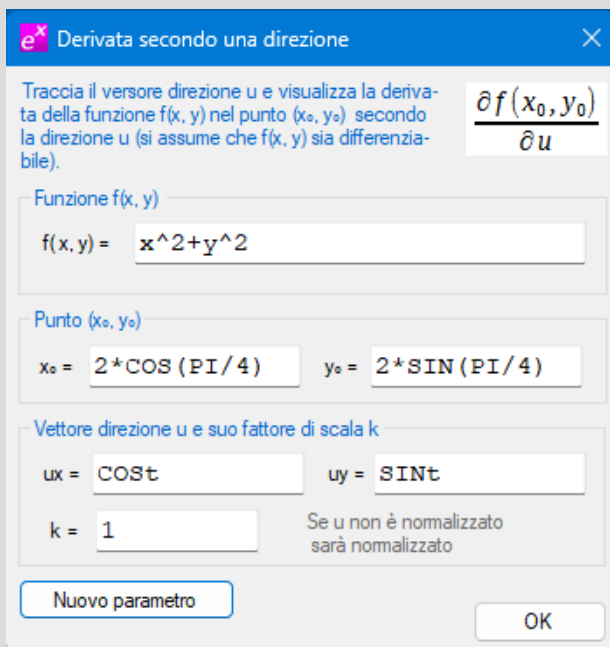 eˣ Derivata secondo una direzione
Traccia il versore direzione u e visualizza la deriva-
ta della funzione f(x, y) nel punto (x₀, y₀) secondo
la direzione u (si assume che f(x, y) sia differenzia-
bile).
∂f(x₀, y₀)
∂u
Funzione f(x, y)
f(x, y) = x^2+y^2
Punto (x₀, y₀)
x₀ = 2*COS(PI/4) y₀ = 2*SIN(PI/4)
Vettore direzione u e suo fattore di scala k
ux = COSt uy = SINt
k = 1
Se u non è normalizzato
sarà normalizzato
Nuovo parametro
OK